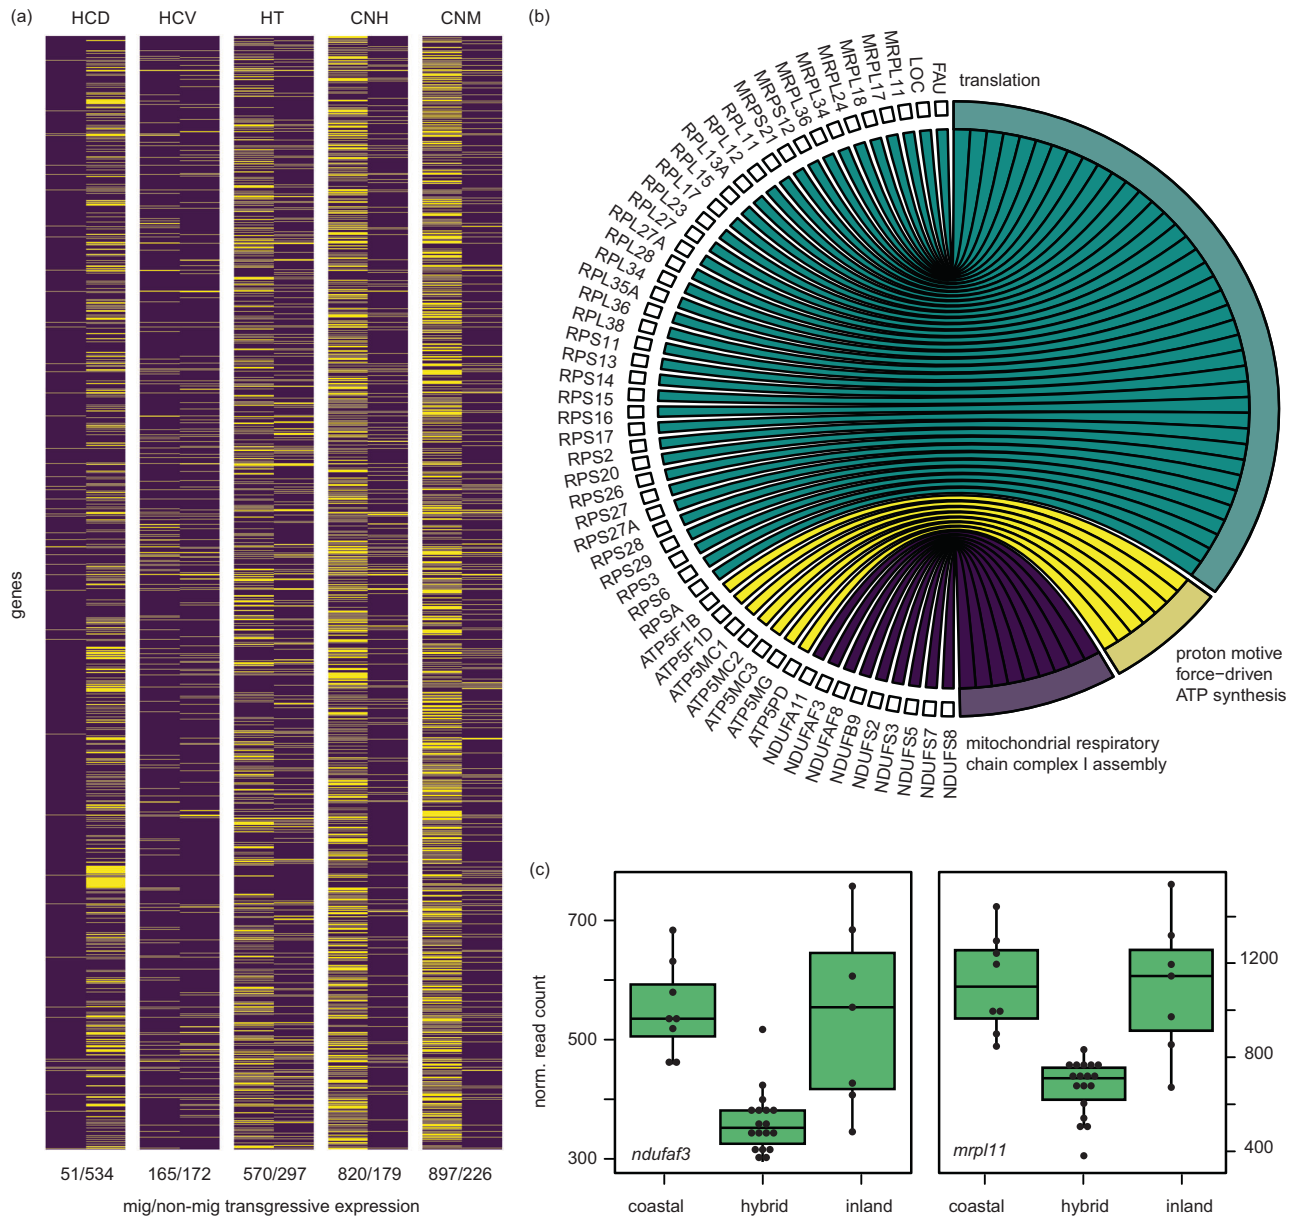 (a)
HCD HCV HT CNH CNM
genes
51/534 165/172 570/297 820/179 897/226
mig/non-mig transgressive expression
(b)
translation
FAU
LOC
MRPL11
MRPL17
MRPL18
MRPL24
MRPL34
MRPL36
MRPS12
MRPS21
RPL11
RPL12
RPL13A
RPL15
RPL17
RPL23
RPL27
RPL27A
RPL28
RPL34
RPL35A
RPL36
RPL38
RPS11
RPS13
RPS14
RPS15
RPS16
RPS17
RPS2
RPS20
RPS26
RPS27
RPS27A
RPS28
RPS29
RPS3
RPS6
RPSA
ATP5F1B
ATP5F1D
ATP5MC1
ATP5MC2
ATP5MC3
ATP5MG
ATP5PD
NDUFA11
NDUFAF3
NDUFAF8
NDUFB9
NDUFS2
NDUFS3
NDUFS5
NDUFS7
NDUFS8
proton motive
force−driven
ATP synthesis
mitochondrial respiratory
chain complex I assembly
(c)
norm. read count
700
500
300
ndufaf3
coastal hybrid inland
mrpl11
1200
800
400
coastal hybrid inland